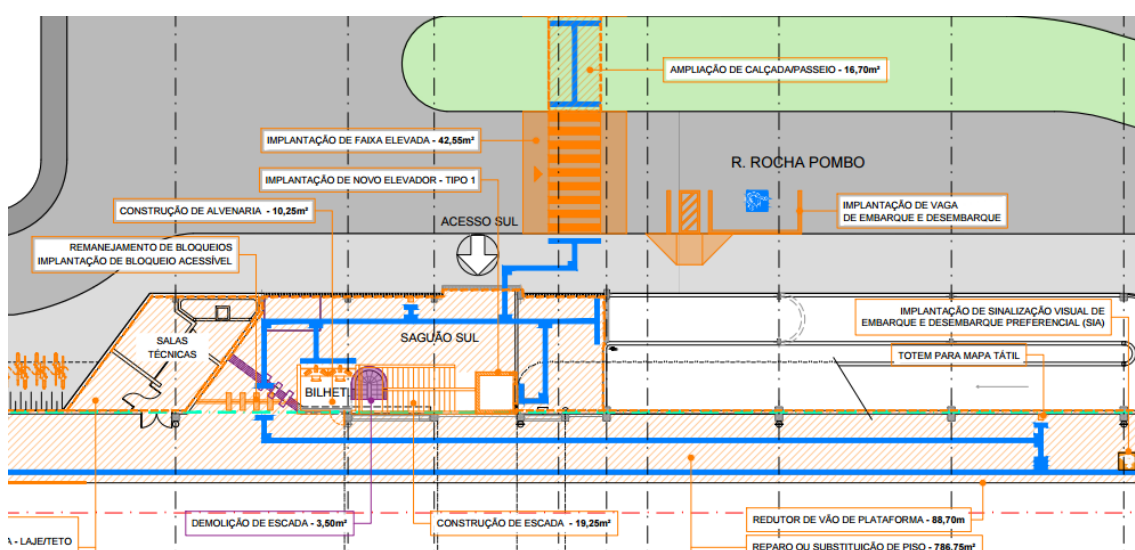 AMPLIAÇÃO DE CALÇADA/PASSEIO - 16,70m²
IMPLANTAÇÃO DE FAIXA ELEVADA - 42,55m²
R. ROCHA POMBO
IMPLANTAÇÃO DE NOVO ELEVADOR - TIPO 1
CONSTRUÇÃO DE ALVENARIA - 10,25m²
IMPLANTAÇÃO DE VAGA
DE EMBARQUE E DESEMBARQUE
ACESSO SUL
REMANEJAMENTO DE BLOQUEIOS
IMPLANTAÇÃO DE BLOQUEIO ACESSÍVEL
IMPLANTAÇÃO DE SINALIZAÇÃO VISUAL DE
EMBARQUE E DESEMBARQUE PREFERENCIAL (SIA)
SALAS
TÉCNICAS
SAGUÃO SUL
TOTEM PARA MAPA TÁTIL
BILHET.
DEMOLIÇÃO DE ESCADA - 3,50m²
CONSTRUÇÃO DE ESCADA - 19,25m²
REDUTOR DE VÃO DE PLATAFORMA - 88,70m
A - LAJE/TETO
REPARO OU SUBSTITUIÇÃO DE PISO - 786,75m²